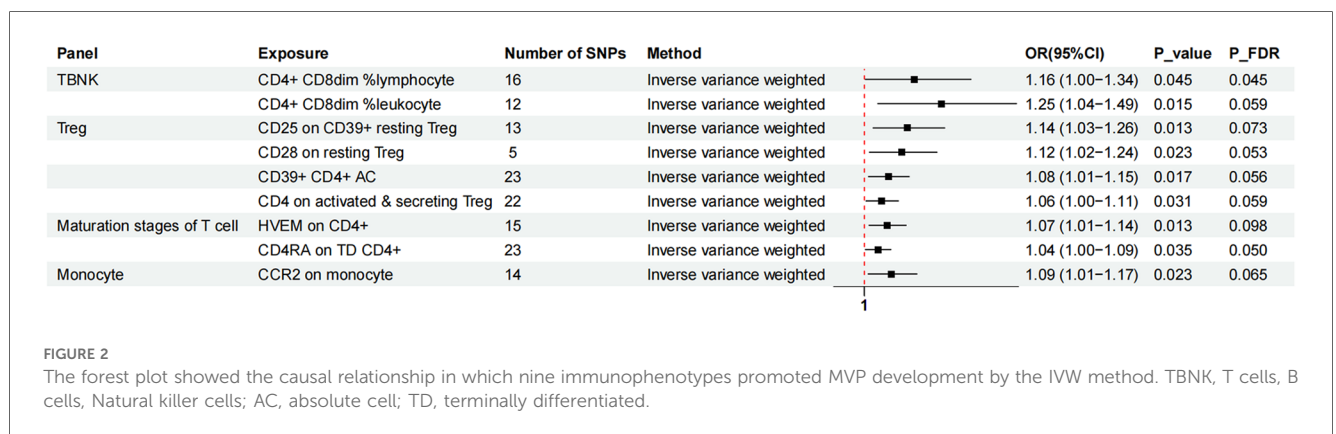 Panel Exposure Number of SNPs Method OR(95%CI) P_value P_FDR
TBNK CD4+ CD8dim %lymphocyte 16 Inverse variance weighted 1.16 (1.00−1.34) 0.045 0.045
CD4+ CD8dim %leukocyte 12 Inverse variance weighted 1.25 (1.04−1.49) 0.015 0.059
Treg CD25 on CD39+ resting Treg 13 Inverse variance weighted 1.14 (1.03−1.26) 0.013 0.073
CD28 on resting Treg 5 Inverse variance weighted 1.12 (1.02−1.24) 0.023 0.053
CD39+ CD4+ AC 23 Inverse variance weighted 1.08 (1.01−1.15) 0.017 0.056
CD4 on activated & secreting Treg 22 Inverse variance weighted 1.06 (1.00−1.11) 0.031 0.059
Maturation stages of T cell HVEM on CD4+ 15 Inverse variance weighted 1.07 (1.01−1.14) 0.013 0.098
CD4RA on TD CD4+ 23 Inverse variance weighted 1.04 (1.00−1.09) 0.035 0.050
Monocyte CCR2 on monocyte 14 Inverse variance weighted 1.09 (1.01−1.17) 0.023 0.065
1
FIGURE 2
The forest plot showed the causal relationship in which nine immunophenotypes promoted MVP development by the IVW method. TBNK, T cells, B
cells, Natural killer cells; AC, absolute cell; TD, terminally differentiated.